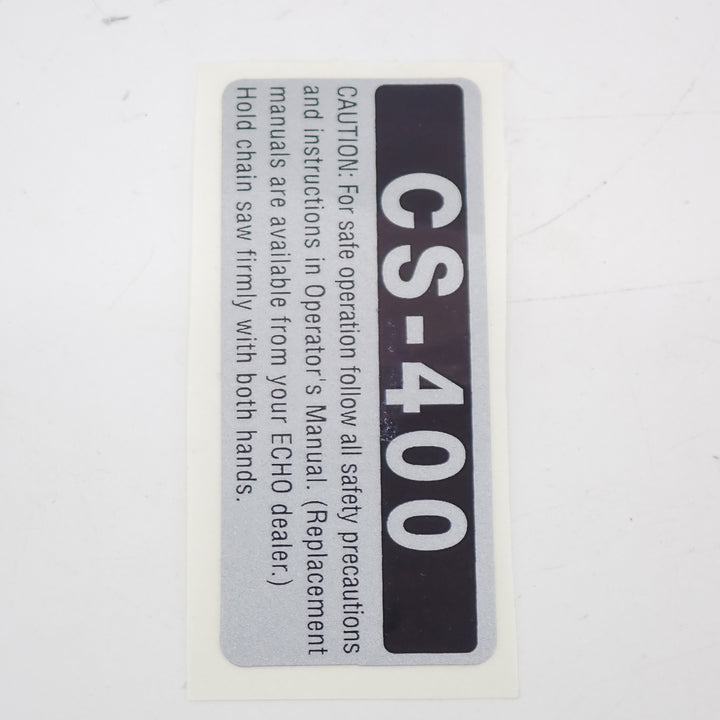 CS-400
CAUTION: For safe operation follow all safety precautions
and instructions in Operator's Manual. (Replacement
manuals are available from your ECHO dealer.)
Hold chain saw firmly with both hands.